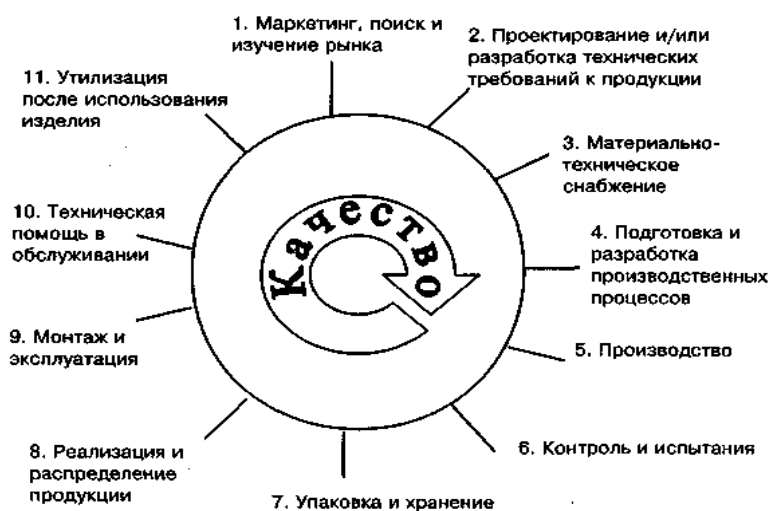 1. Маркетинг, поиск и
изучение рынка
2. Проектирование и/или
разработка технических
требований к продукции
3. Материально-
техническое
снабжение
4. Подготовка и
разработка
производственных
процессов
5. Производство
6. Контроль и испытания
7. Упаковка и хранение
8. Реализация и
распределение
продукции
9. Монтаж и
эксплуатация
10. Техническая
помощь в
обслуживании
11. Утилизация
после использования
изделия
Качество